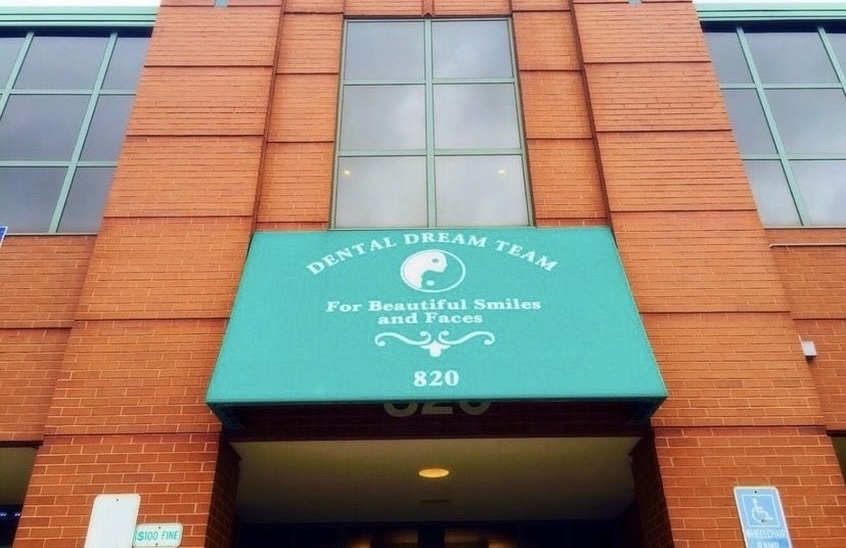 DENTAL DREAM TEAM
For Beautiful Smiles
and Faces
820
820
$100 FINE
WHEELCHAIR
RAMP